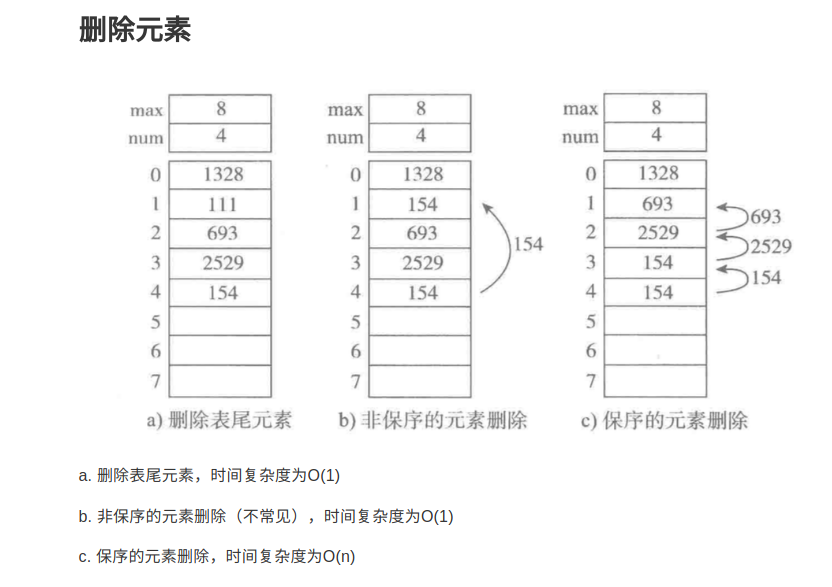 删除元素
max 8 max 8 max 8
num 4 num 4 num 4
0 1328 0 1328 0 1328
1 111 1 154 1 693 693
2 693 2 693 2 2529 2529
3 2529 3 2529 154 3 154 154
4 154 4 154 4 154
5 5 5
6 6 6
7 7 7
a) 删除表尾元素 b) 非保序的元素删除 c) 保序的元素删除
a. 删除表尾元素，时间复杂度为O(1)
b. 非保序的元素删除（不常见），时间复杂度为O(1)
c. 保序的元素删除，时间复杂度为O(n)